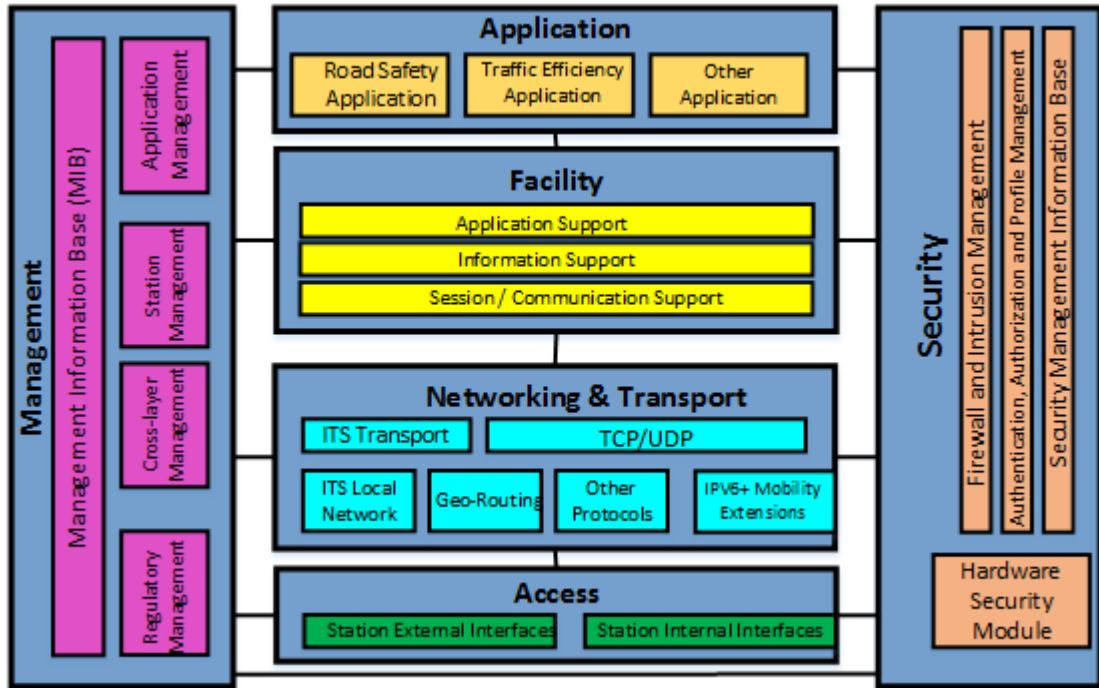 Management
Management Information Base (MIB)
Application
Management
Station
Management
Cross-layer
Management
Regulatory
Management
Application
Road Safety
Application
Traffic Efficiency
Application
Other
Application
Facility
Application Support
Information Support
Session / Communication Support
Networking & Transport
ITS Transport
TCP/UDP
ITS Local
Network
Geo-Routing
Other
Protocols
IPV6+ Mobility
Extensions
Access
Station External Interfaces
Station Internal Interfaces
Security
Firewall and Intrusion Management
Authentication, Authorization and Profile Management
Security Management Information Base
Hardware
Security
Module